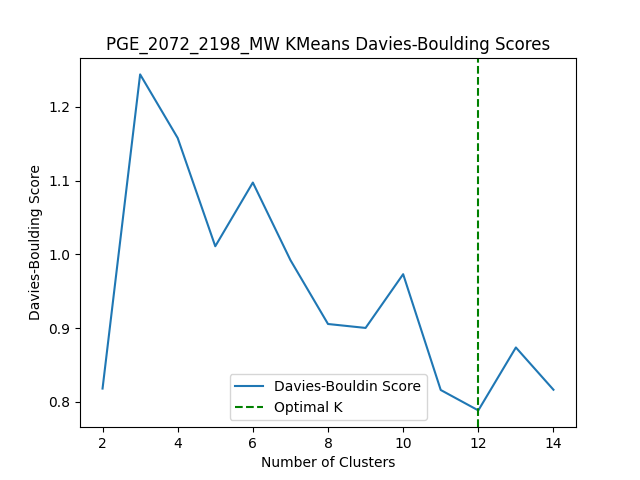 PGE_2072_2198_MW KMeans Davies-Boulding Scores
Davies-Boulding Score
1.2
1.1
1.0
0.9
0.8
Davies-Bouldin Score
Optimal K
2 4 6 8 10 12 14
Number of Clusters